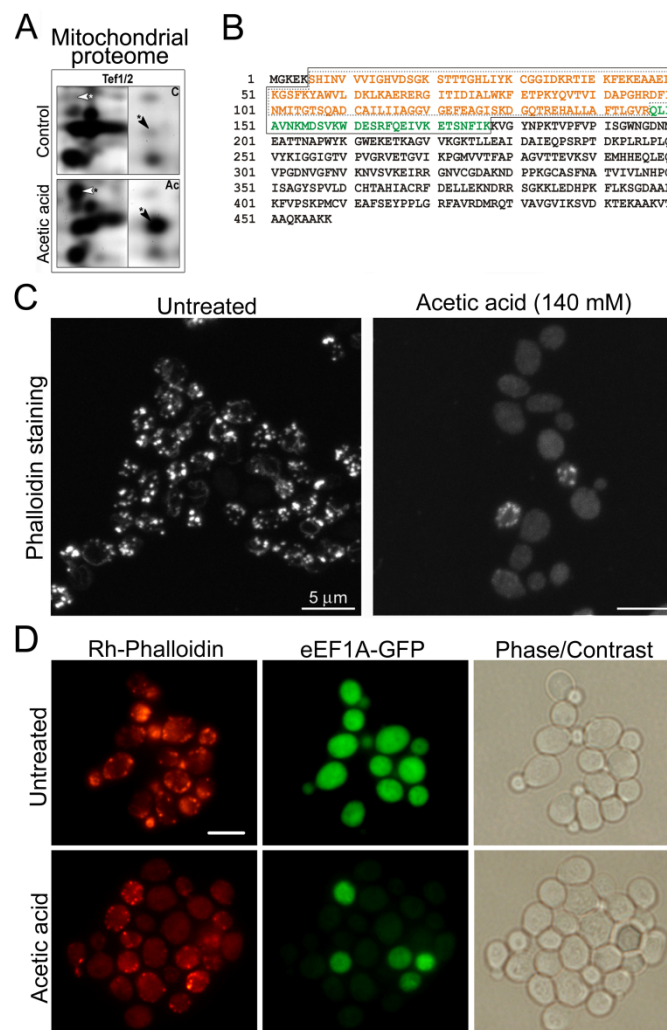 A
Mitochondrial
proteome
Tef1/2
C
Control
Ac
Acetic acid
B
1 MGKEKSHINV VVIGHVDSGK STTTGHLIYK CGGIDKRTIE KFEKEAAEL
51 KGSFKYAWVL DKLKAERERG ITIDIALWKF ETPKYQVTVI DAPGHRDFI
101 NMITGTSQAD CAILIIAGGV GEFEAGISKD GQTREHALLA FTLGVRQLI
151 AVNKMDSVKW DESRFQEIVK ETSNFIKKVG YNPKTVPFVP ISGWNGDN
201 EATTNAPWYK GWEKETKAGV VKGKTLLEAI DAIEQPSRPT DKPLRLPL
251 VYKIGGIGTV PVGRVETGVI KPGMVVTFAP AGVTTEVKSV EMHHEQLE
301 VPGDNVGFNV KNVSVKEIRR GNVCGDAKND PPKGCASFNA TVIVLNHP
351 ISAGYSPVLD CHTAHIACRF DELLEKNDRR SGKKLEDHPK FLKSGDAA
401 KFVPSKPMCV EAFSEYPPLG RFAVRDMRQT VAVGVIKSVD KTEKAAKVT
451 AAQKAAKK
C
Untreated
Acetic acid (140 mM)
Phalloidin staining
5 µm
D
Rh-Phalloidin
eEF1A-GFP
Phase/Contrast
Untreated
Acetic acid